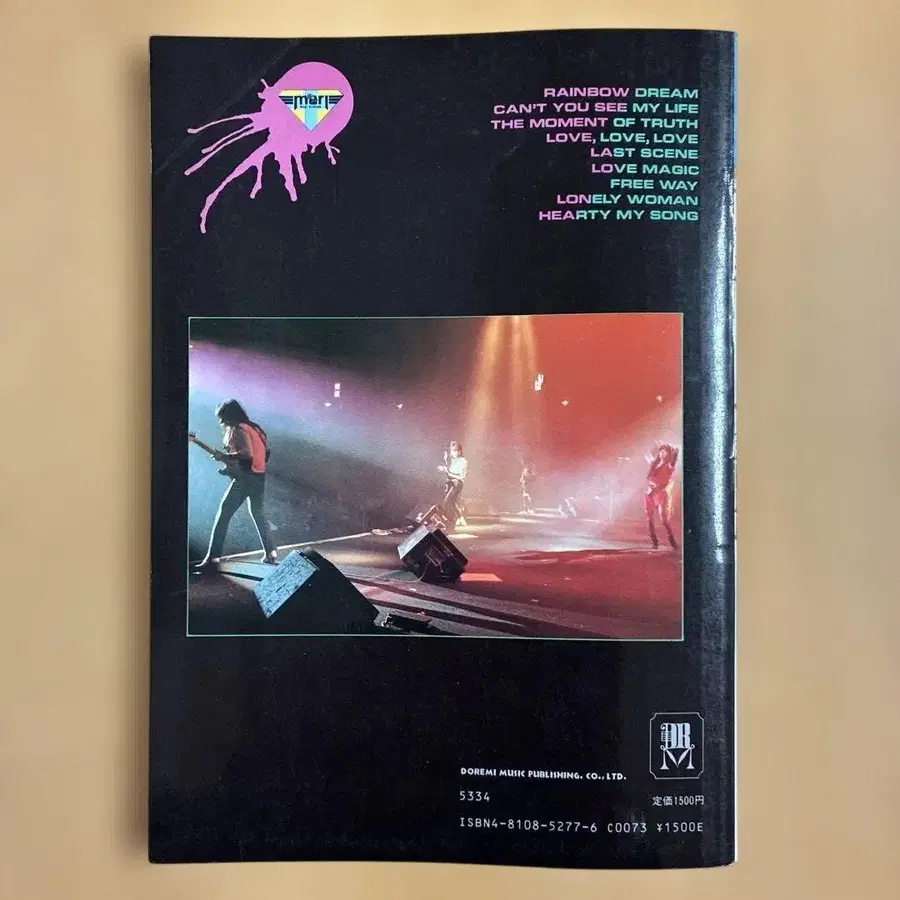 mari
RAINBOW DREAM
CAN'T YOU SEE MY LIFE
THE MOMENT OF TRUTH
LOVE, LOVE, LOVE
LAST SCENE
LOVE MAGIC
FREE WAY
LONELY WOMAN
HEARTY MY SONG
DRM
DOREMI MUSIC PUBLISHING. CO., LTD.
5334
定価1500円
ISBN4-8108-5277-6 C0073 ¥1500E